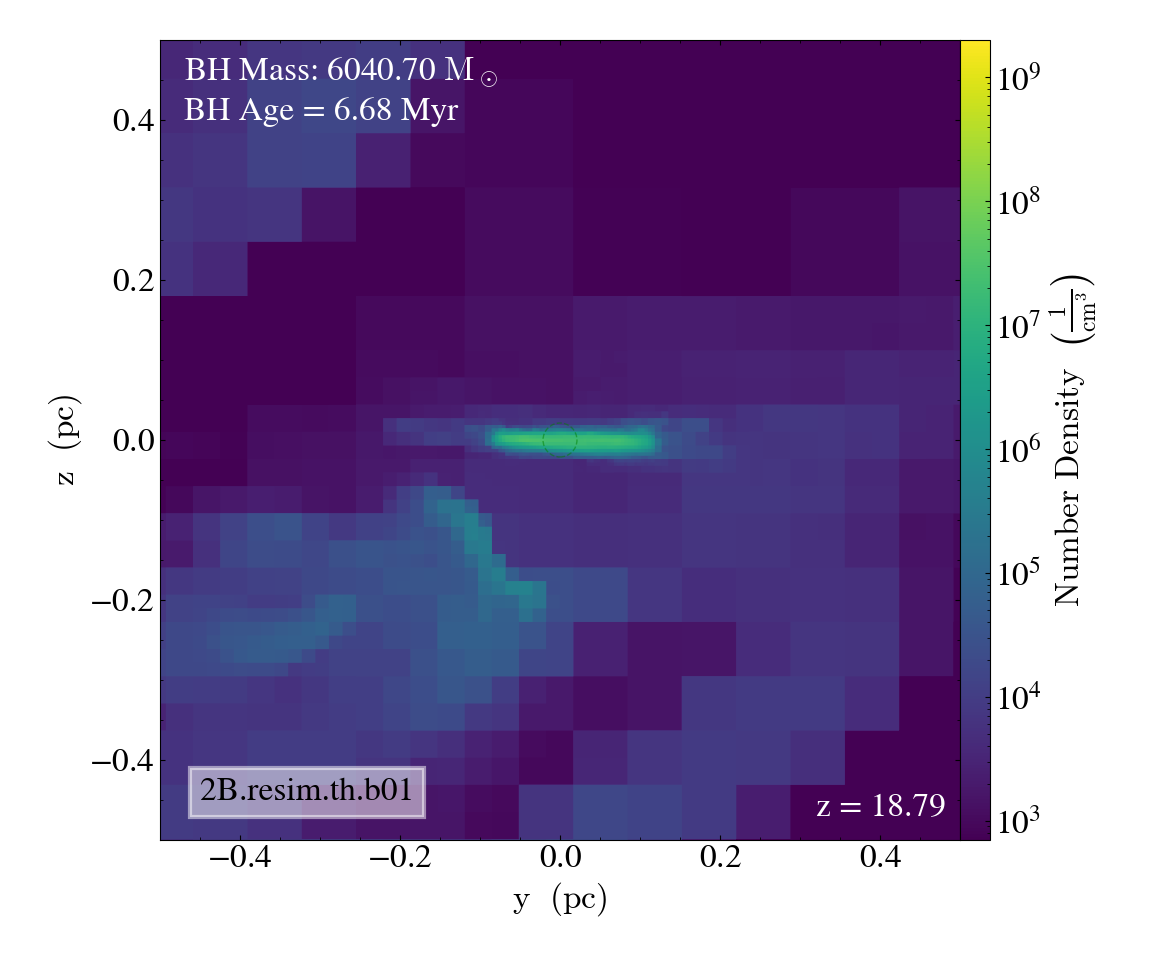 BH Mass: 6040.70 M⊙
BH Age = 6.68 Myr
0.4
0.2
0.0
−0.2
−0.4
z (pc)
2B.resim.th.b01
z = 18.79
−0.4 −0.2 0.0 0.2 0.4
y (pc)
10⁹
10⁸
10⁷
10⁶
10⁵
10⁴
10³
Number Density (1/cm³)